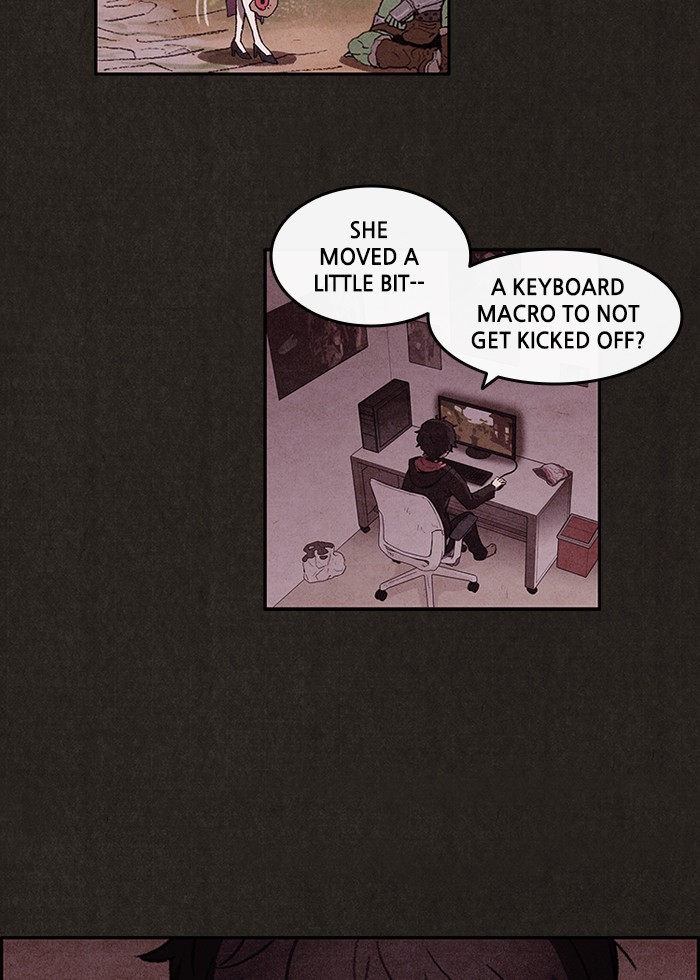 SHE
MOVED A
LITTLE BIT--
A KEYBOARD
MACRO TO NOT
GET KICKED OFF?